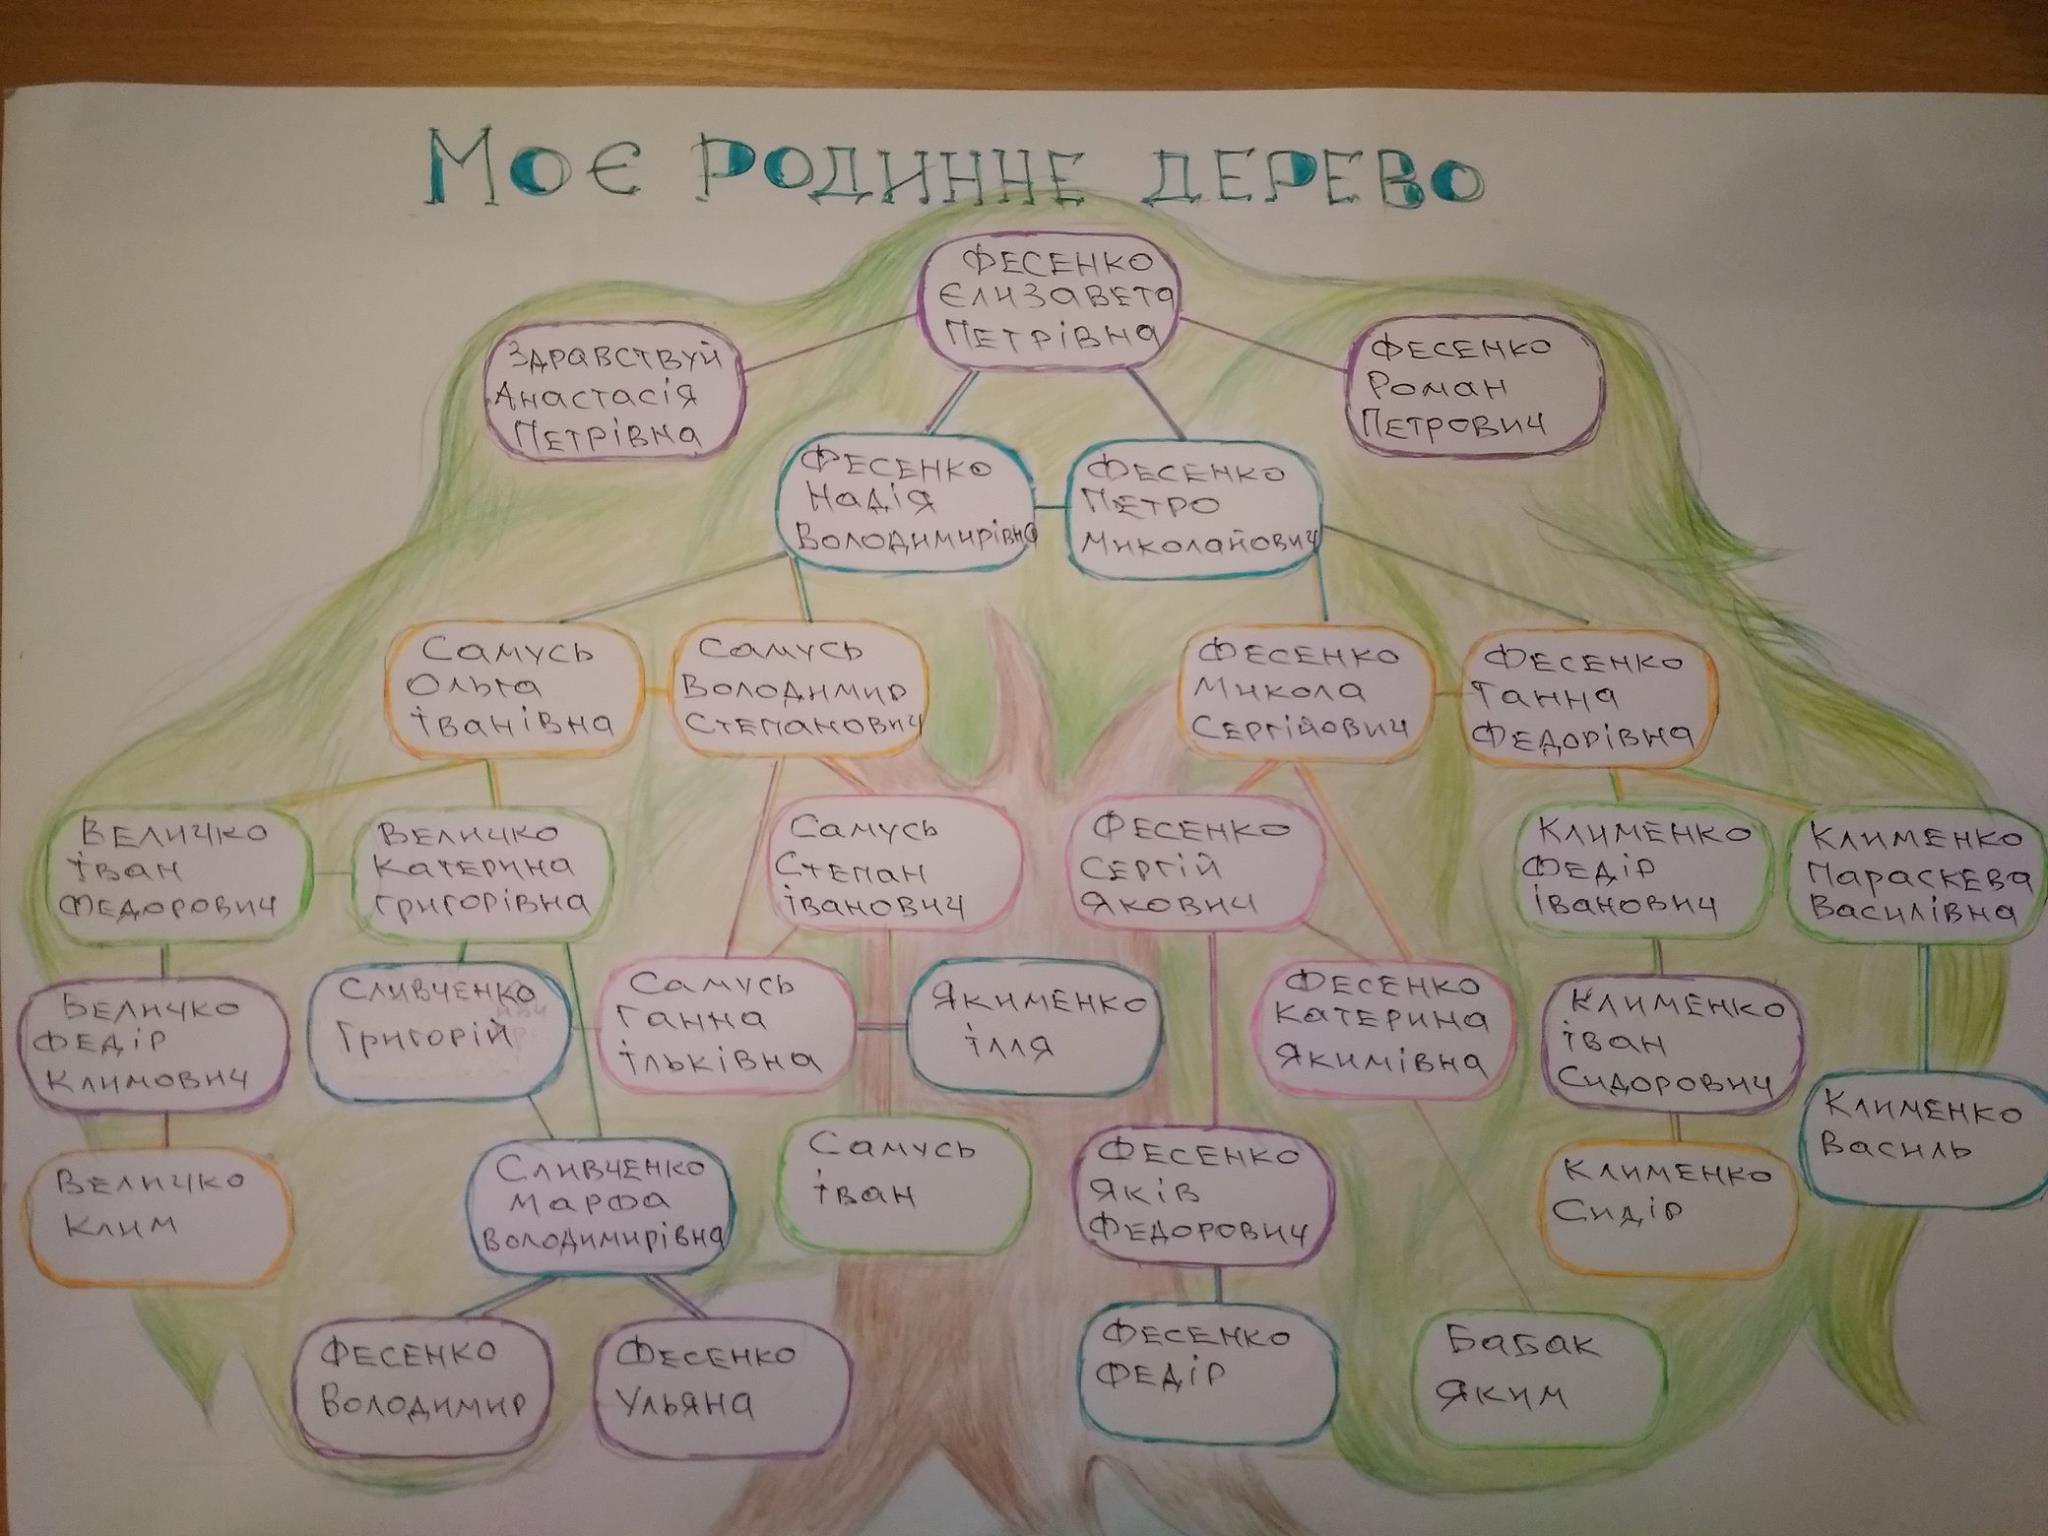 Моє родинне дерево
Фесенко
Єлизавета
Петрівна
Здравствуй
Анастасія
Петрівна
Фесенко
Роман
Петрович
Фесенко
Надія
Володимирівна
Фесенко
Петро
Миколайович
Самусь
Ольга
Іванівна
Самусь
Володимир
Степанович
Фесенко
Микола
Сергійович
Фесенко
Ганна
Федорівна
Величко
Іван
Федорович
Величко
Катерина
Григорівна
Самусь
Степан
Іванович
Фесенко
Сергій
Якович
Клименко
Федір
Іванович
Клименко
Параскева
Василівна
Величко
Федір
Климович
Сливченко
Григорій
Самусь
Ганна
Ільківна
Якименко
Ілля
Фесенко
Катерина
Якимівна
Клименко
Іван
Сидорович
Клименко
Василь
Величко
Клим
Сливченко
Марфа
Володимирівна
Самусь
Іван
Фесенко
Яків
Федорович
Клименко
Сидір
Фесенко
Володимир
Фесенко
Ульяна
Фесенко
Федір
Бабак
Яким